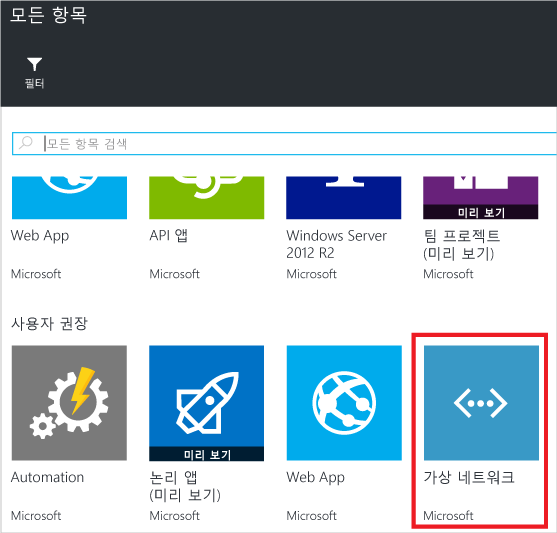 모든 항목
필터
모든 항목 검색
미리 보기
Web App
API 앱
Windows Server
2012 R2
팀 프로젝트
(미리 보기)
Microsoft
Microsoft
Microsoft
Microsoft
사용자 권장
미리 보기
Automation
논리 앱
(미리 보기)
Web App
가상 네트워크
Microsoft
Microsoft
Microsoft
Microsoft